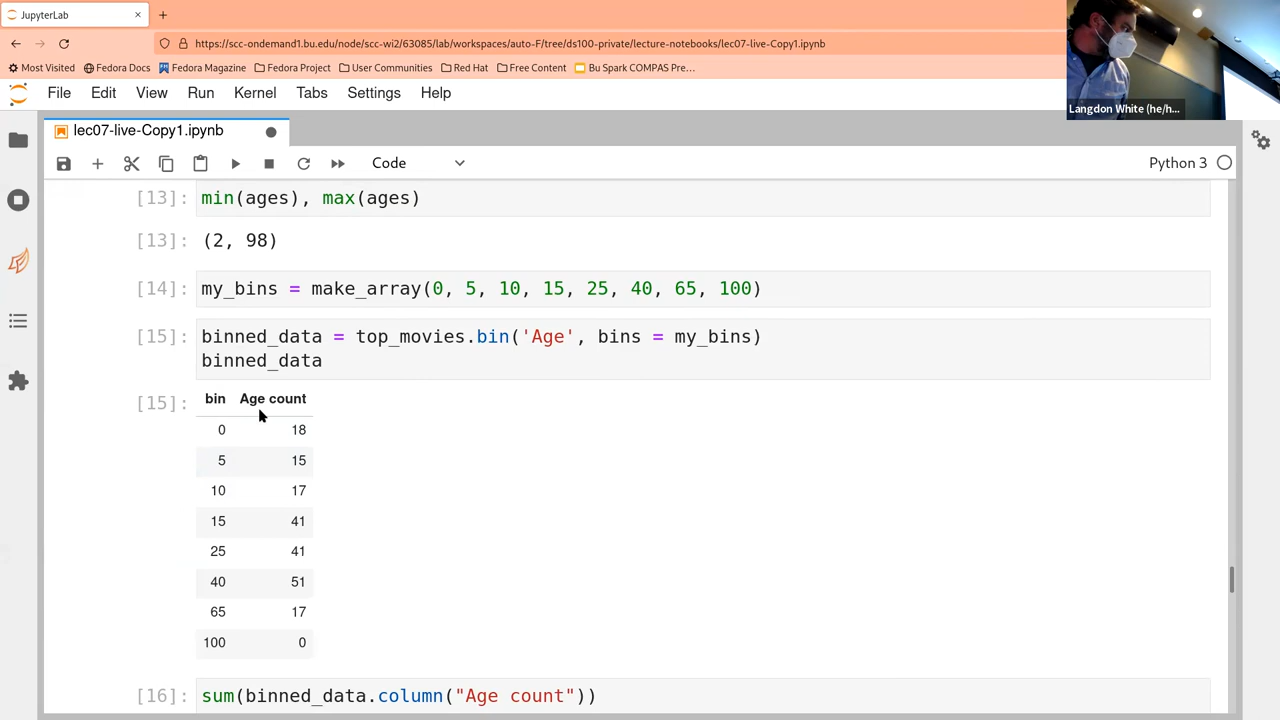 JupyterLab
https://scc-ondemand1.bu.edu/node/scc-wi2/63085/lab/workspaces/auto-F/tree/ds100-private/lecture-notebooks/lec07-live-Copy1.ipynb
Most Visited Fedora Docs Fedora Magazine Fedora Project User Communities Red Hat Free Content Bu Spark COMPAS Pre...
Langdon White (he/h...
File Edit View Run Kernel Tabs Settings Help
lec07-live-Copy1.ipynb
Code Python 3
[13]: min(ages), max(ages)
[13]: (2, 98)
[14]: my_bins = make_array(0, 5, 10, 15, 25, 40, 65, 100)
[15]: binned_data = top_movies.bin('Age', bins = my_bins)
binned_data
[15]: bin Age count
0 18
5 15
10 17
15 41
25 41
40 51
65 17
100 0
[16]: sum(binned_data.column("Age count"))